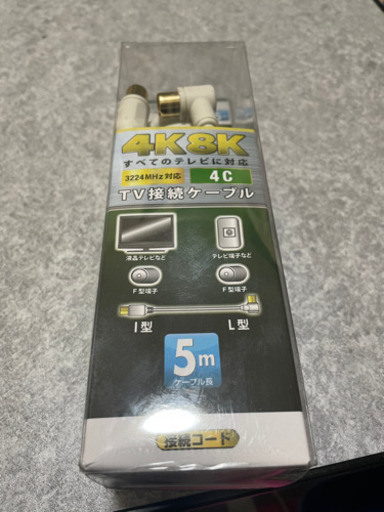 4K8K
すべてのテレビに対応
3224MHz対応 4C
TV接続ケーブル
液晶テレビなど テレビ端子など
F型端子 F型端子
I型 L型
5m
ケーブル長
接続コード